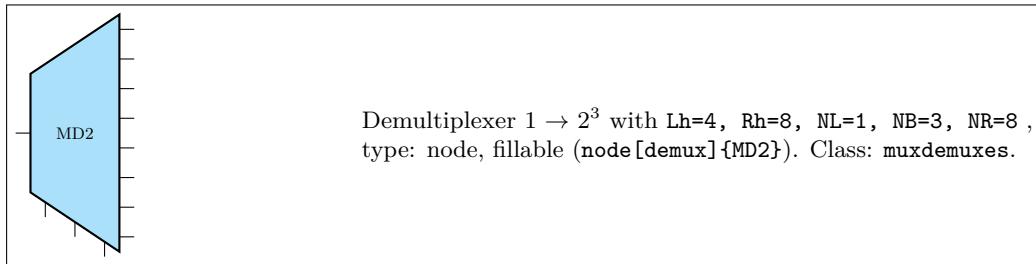 MD2
Demultiplexer 1 → 2³ with Lh=4, Rh=8, NL=1, NB=3, NR=8 ,
type: node, fillable (node[demux]{MD2}). Class: muxdemuxes.